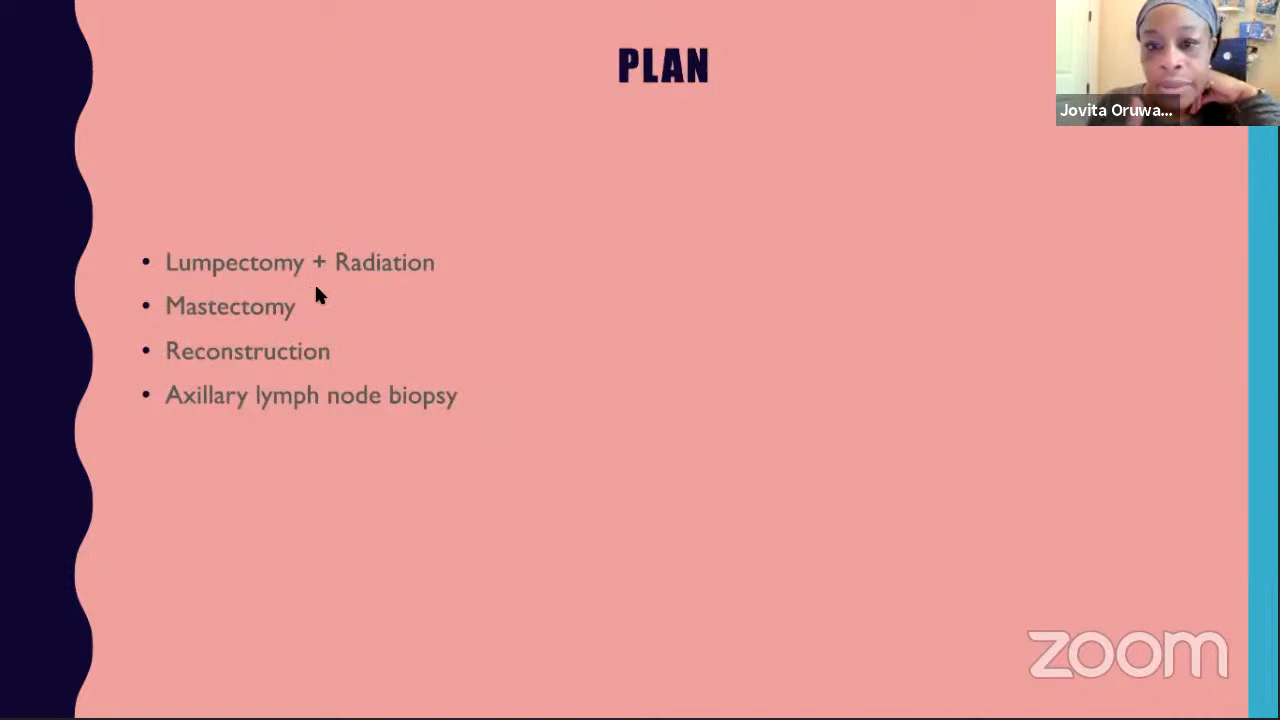 PLAN
Jovita Oruwa...
• Lumpectomy + Radiation
• Mastectomy
• Reconstruction
• Axillary lymph node biopsy
zoom